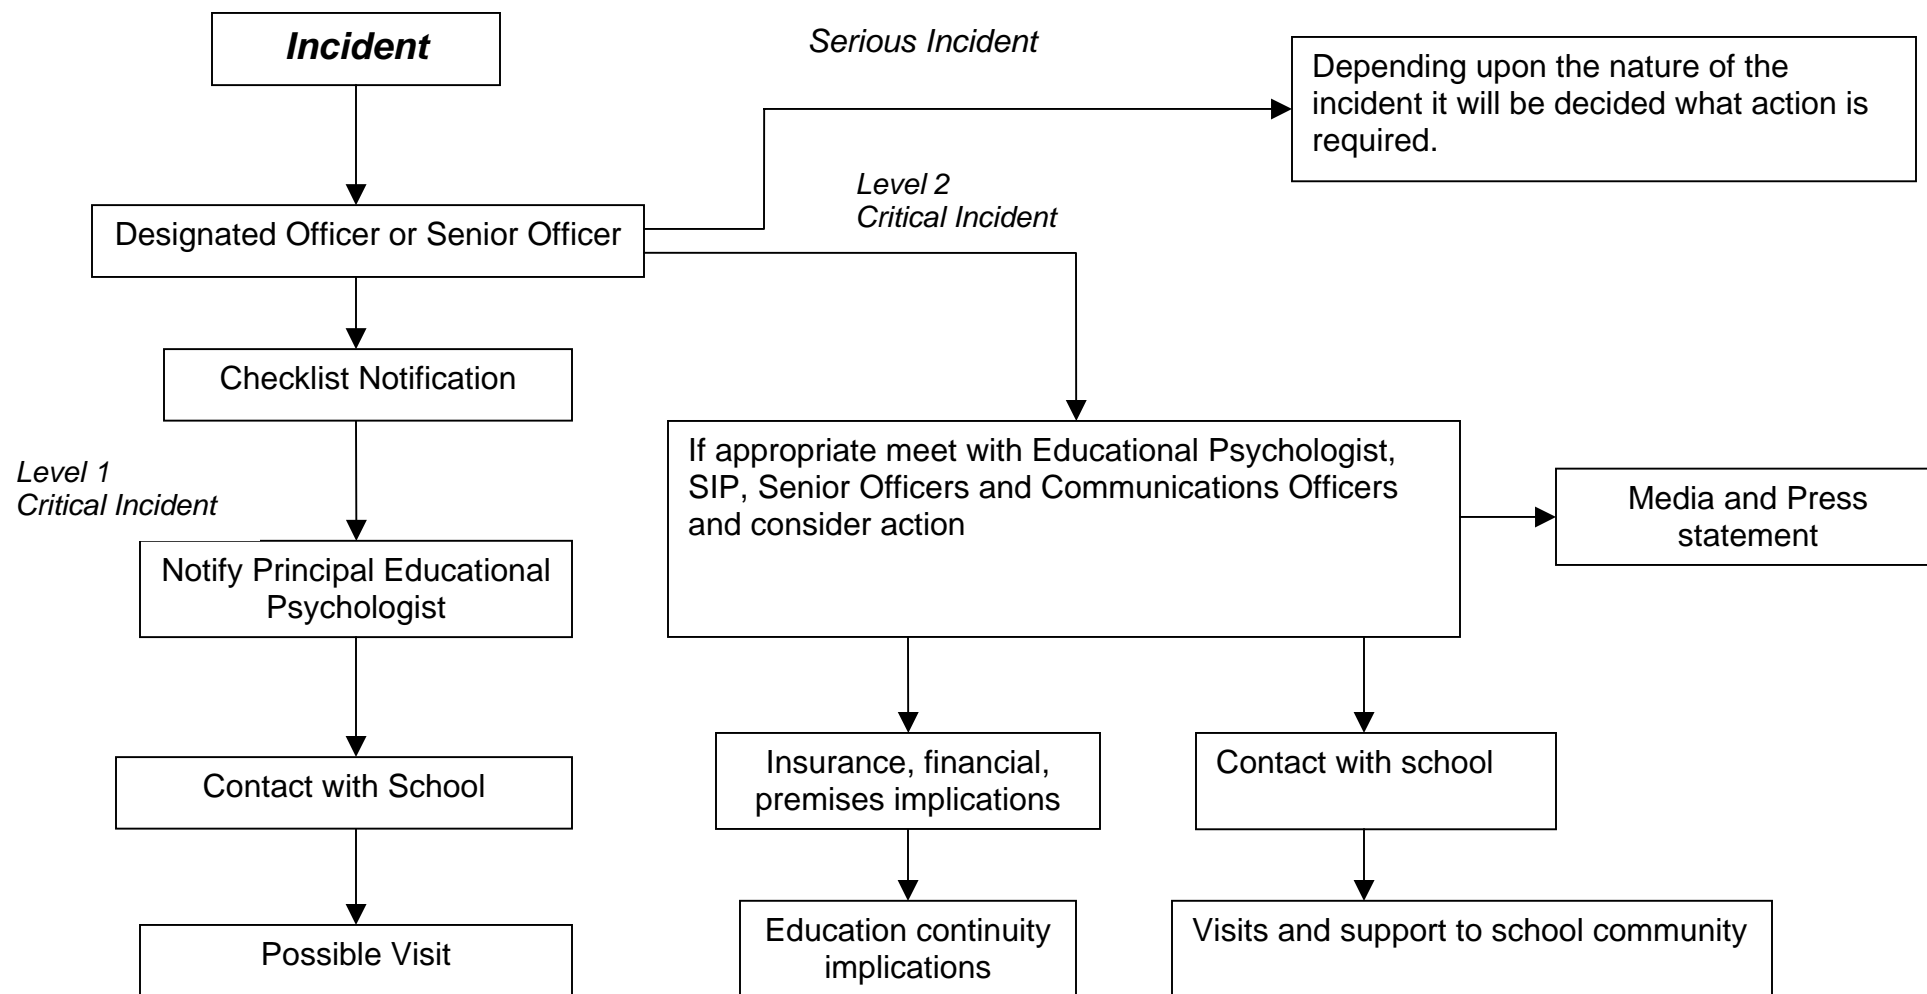 Incident
Serious Incident
Depending upon the nature of the
incident it will be decided what action is
required.
Level 2
Critical Incident
Designated Officer or Senior Officer
Checklist Notification
Level 1
Critical Incident
If appropriate meet with Educational Psychologist,
SIP, Senior Officers and Communications Officers
and consider action
Media and Press
statement
Notify Principal Educational
Psychologist
Contact with School
Insurance, financial,
premises implications
Contact with school
Possible Visit
Education continuity
implications
Visits and support to school community